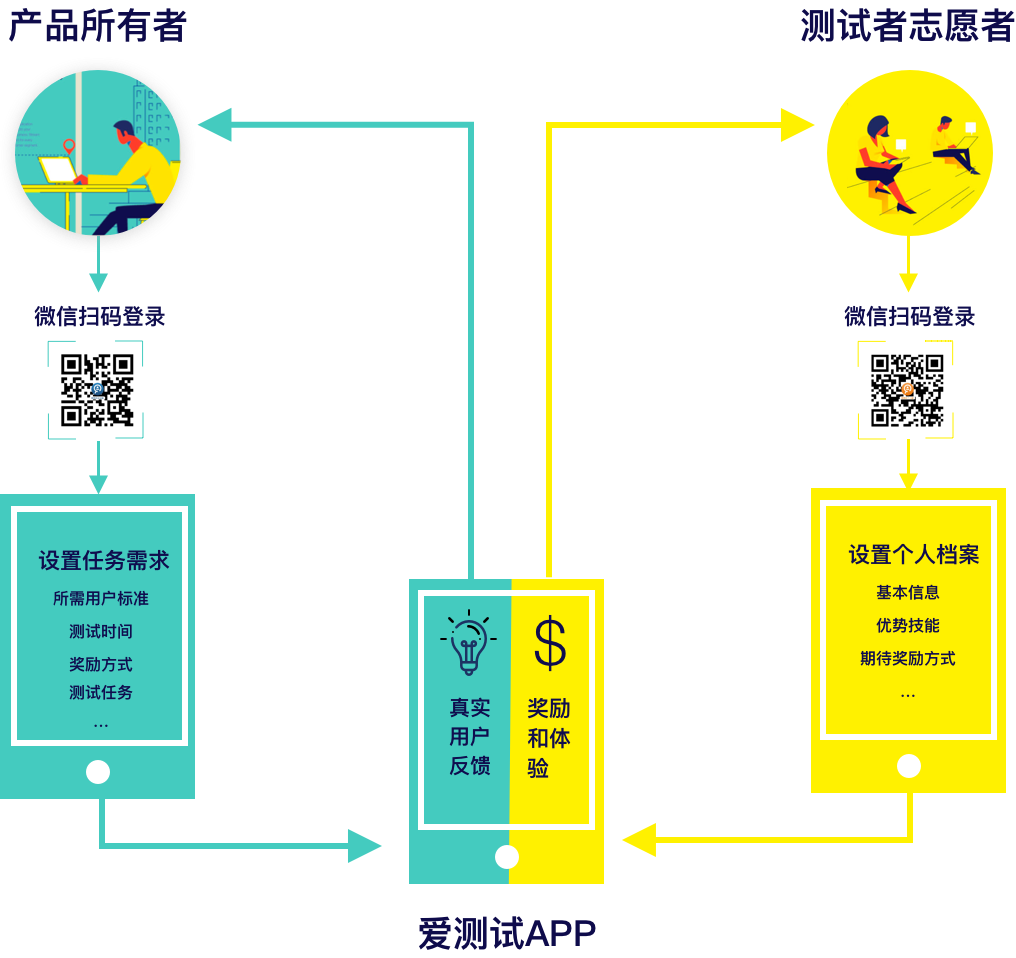 产品所有者
测试者志愿者
微信扫码登录
微信扫码登录
设置任务需求
所需用户标准
测试时间
奖励方式
测试任务
...
真实
用户
反馈
奖励
和体
验
$
设置个人档案
基本信息
优势技能
期待奖励方式
...
爱测试APP